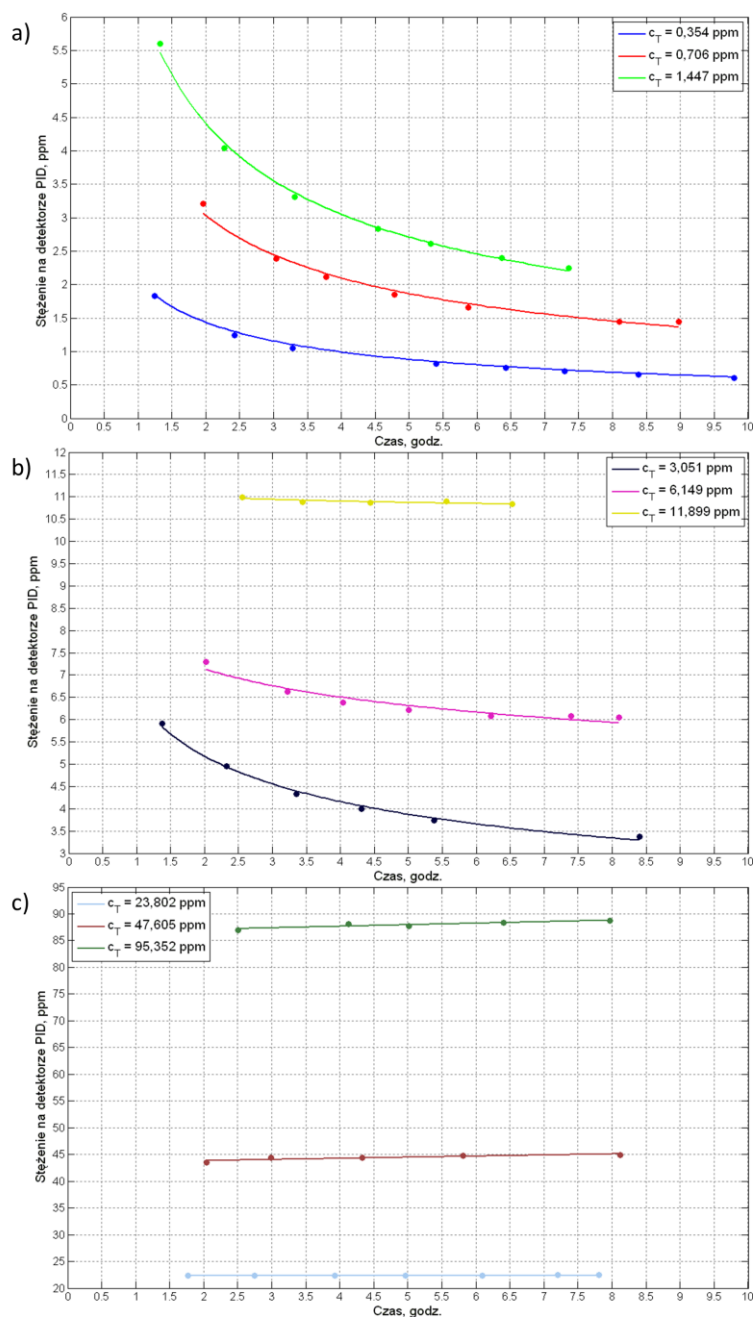 a)
6
5.5
5
4.5
4
3.5
3
2.5
2
1.5
1
0.5
0
Stężenie na detektorze PID, ppm
c_T = 0,354 ppm
c_T = 0,706 ppm
c_T = 1,447 ppm
0 0.5 1 1.5 2 2.5 3 3.5 4 4.5 5 5.5 6 6.5 7 7.5 8 8.5 9 9.5 10
Czas, godz.
b)
12
11.5
11
10.5
10
9.5
9
8.5
8
7.5
7
6.5
6
5.5
5
4.5
4
3.5
3
Stężenie na detektorze PID, ppm
c_T = 3,051 ppm
c_T = 6,149 ppm
c_T = 11,899 ppm
0 0.5 1 1.5 2 2.5 3 3.5 4 4.5 5 5.5 6 6.5 7 7.5 8 8.5 9 9.5 10
Czas, godz.
c)
95
90
85
80
75
70
65
60
55
50
45
40
35
30
25
20
Stężenie na detektorze PID, ppm
c_T = 23,802 ppm
c_T = 47,605 ppm
c_T = 95,352 ppm
0 0.5 1 1.5 2 2.5 3 3.5 4 4.5 5 5.5 6 6.5 7 7.5 8 8.5 9 9.5 10
Czas, godz.